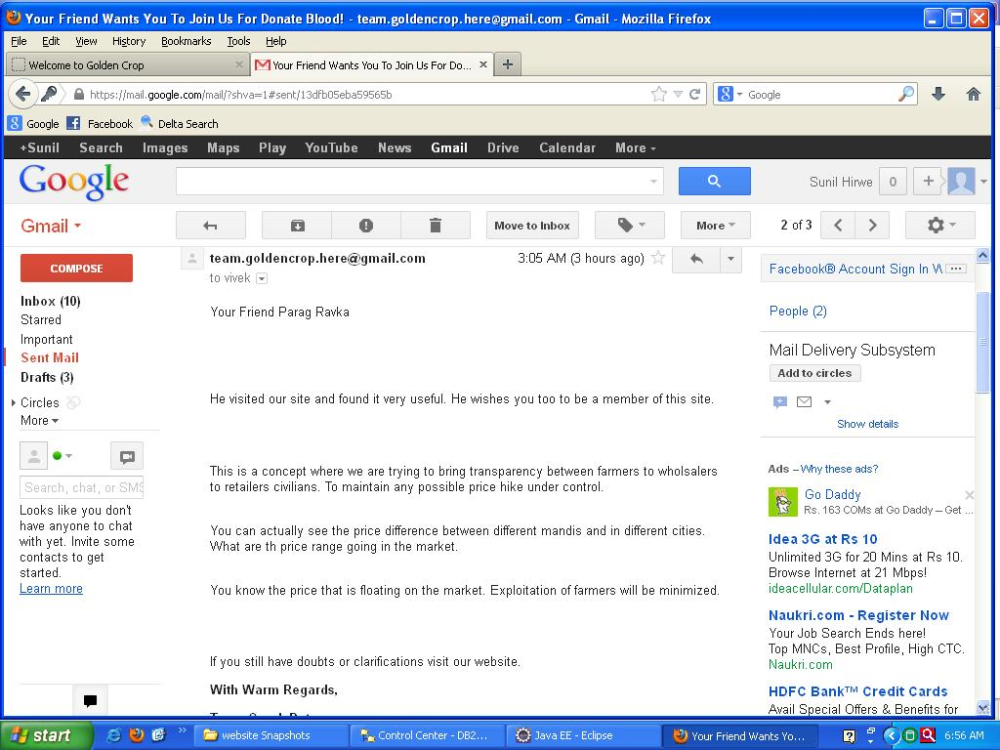 Your Friend Wants You To Join Us For Donate Blood! - team.goldencrop.here@gmail.com - Gmail - Mozilla Firefox
File Edit View History Bookmarks Tools Help
Welcome to Golden Crop
Your Friend Wants You To Join Us For Do...
https://mail.google.com/mail/?shva=1#sent/13dfb05eba59565b
Google
Google Facebook Delta Search
+Sunil Search Images Maps Play YouTube News Gmail Drive Calendar More
Google
Sunil Hirwe 0 +
Gmail
Move to Inbox
More
2 of 3
COMPOSE
Inbox (10)
Starred
Important
Sent Mail
Drafts (3)
Circles
More
Search, chat, or SMS
Looks like you don't
have anyone to chat
with yet. Invite some
contacts to get
started.
Learn more
team.goldencrop.here@gmail.com
3:05 AM (3 hours ago)
to vivek
Your Friend Parag Ravka
He visited our site and found it very useful. He wishes you too to be a member of this site.
This is a concept where we are trying to bring transparency between farmers to wholsalers
to retailers civilians. To maintain any possible price hike under control.
You can actually see the price difference between different mandis and in different cities.
What are th price range going in the market.
You know the price that is floating on the market. Exploitation of farmers will be minimized.
If you still have doubts or clarifications visit our website.
With Warm Regards,
Facebook® Account Sign In
People (2)
Mail Delivery Subsystem
Add to circles
Show details
Ads – Why these ads?
Go Daddy
Rs. 163 COMs at Go Daddy – Get ...
Idea 3G at Rs 10
Unlimited 3G for 20 Mins at Rs 10.
Browse Internet at 21 Mbps!
ideacellular.com/Dataplan
Naukri.com - Register Now
Your Job Search Ends here!
Top MNCs, Best Profile, High CTC.
Naukri.com
HDFC Bank™ Credit Cards
Avail Special Offers & Benefits for
start
website Snapshots
Control Center - DB2...
Java EE - Eclipse
Your Friend Wants Yo...
6:56 AM